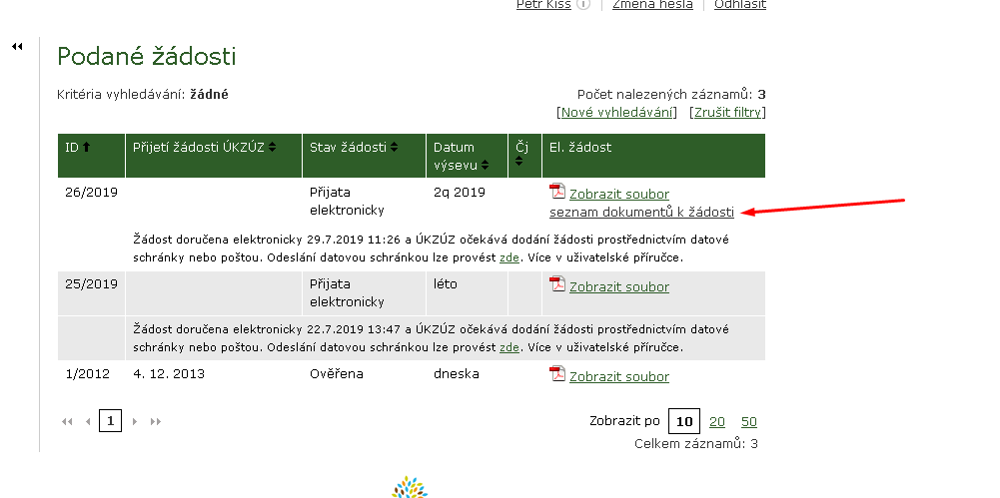 Petr Kiss Změna hesla Odhlásit
Podané žádosti
Kritéria vyhledávání: žádné
Počet nalezených záznamů: 3
[Nové vyhledávání] [Zrušit filtry]
ID Přijetí žádosti ÚKZÚZ Stav žádosti Datum výsevu Čj El. žádost
26/2019 Přijata elektronicky 2q 2019 Zobrazit soubor
seznam dokumentů k žádosti
Žádost doručena elektronicky 29.7.2019 11:26 a ÚKZÚZ očekává dodání žádosti prostřednictvím datové
schránky nebo poštou. Odeslání datovou schránkou lze provést zde. Více v uživatelské příručce.
25/2019 Přijata elektronicky léto Zobrazit soubor
Žádost doručena elektronicky 22.7.2019 13:47 a ÚKZÚZ očekává dodání žádosti prostřednictvím datové
schránky nebo poštou. Odeslání datovou schránkou lze provést zde. Více v uživatelské příručce.
1/2012 4. 12. 2013 Ověřena dneska Zobrazit soubor
1
Zobrazit po 10 20 50
Celkem záznamů: 3